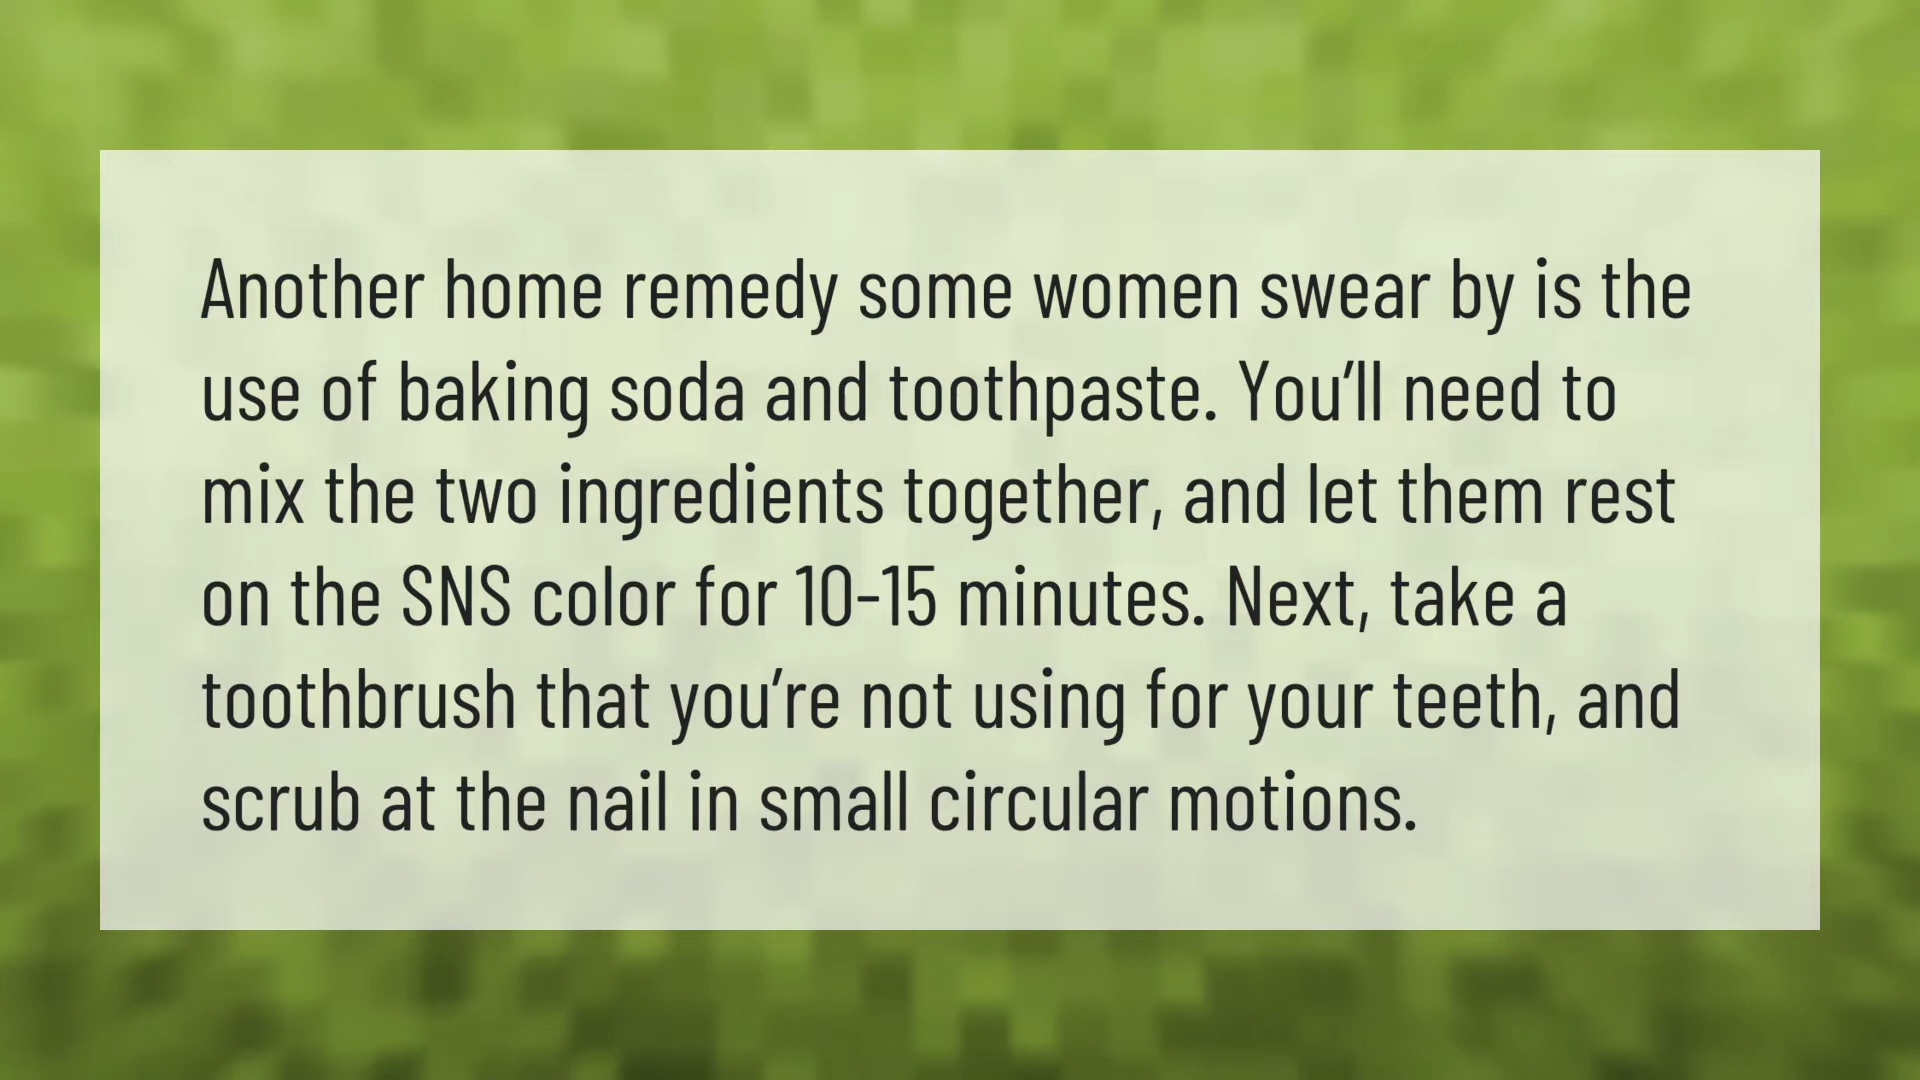 Another home remedy some women swear by is the
use of baking soda and toothpaste. You’ll need to
mix the two ingredients together, and let them rest
on the SNS color for 10-15 minutes. Next, take a
toothbrush that you’re not using for your teeth, and
scrub at the nail in small circular motions.